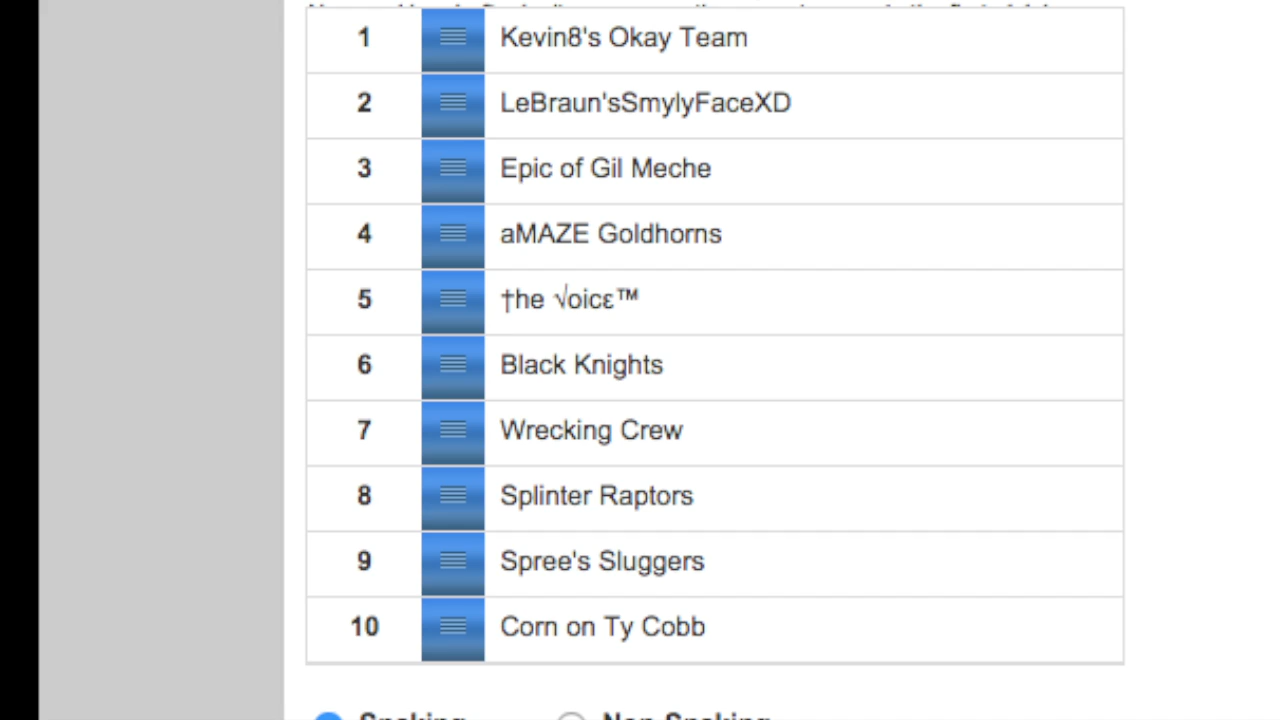 1 Kevin8's Okay Team
2 LeBraun'sSmylyFaceXD
3 Epic of Gil Meche
4 aMAZE Goldhorns
5 †he √oicε™
6 Black Knights
7 Wrecking Crew
8 Splinter Raptors
9 Spree's Sluggers
10 Corn on Ty Cobb